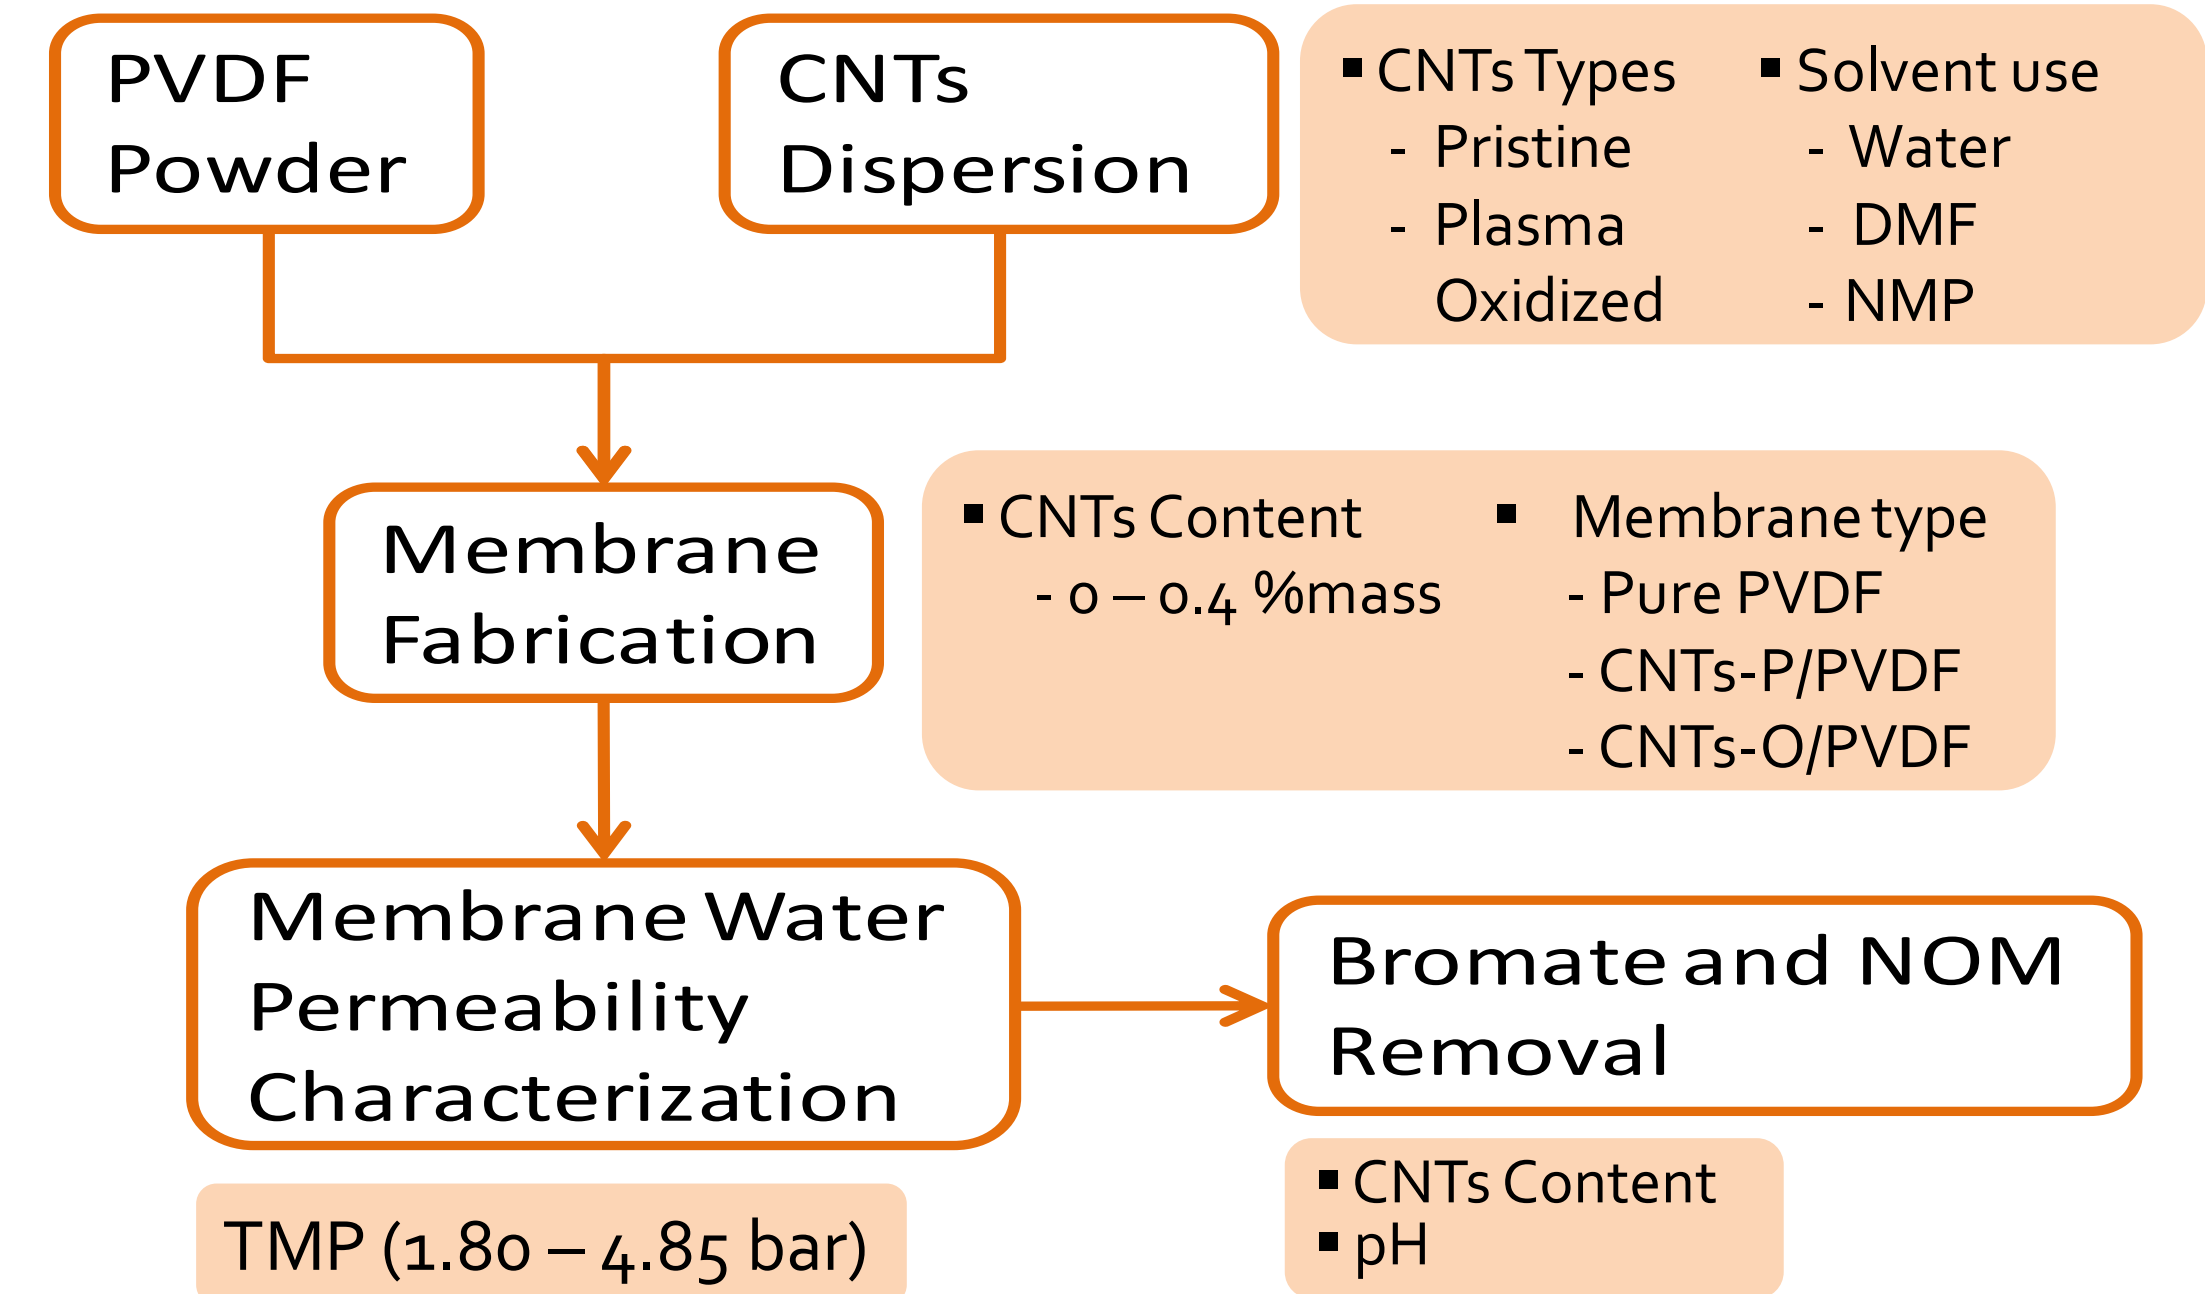 PVDF
Powder
CNTs
Dispersion
▪ CNTs Types
- Pristine
- Plasma
Oxidized
▪ Solvent use
- Water
- DMF
- NMP
Membrane
Fabrication
▪ CNTs Content
- 0 – 0.4 %mass
▪ Membrane type
- Pure PVDF
- CNTs-P/PVDF
- CNTs-O/PVDF
Membrane Water
Permeability
Characterization
TMP (1.80 – 4.85 bar)
Bromate and NOM
Removal
▪ CNTs Content
▪ pH